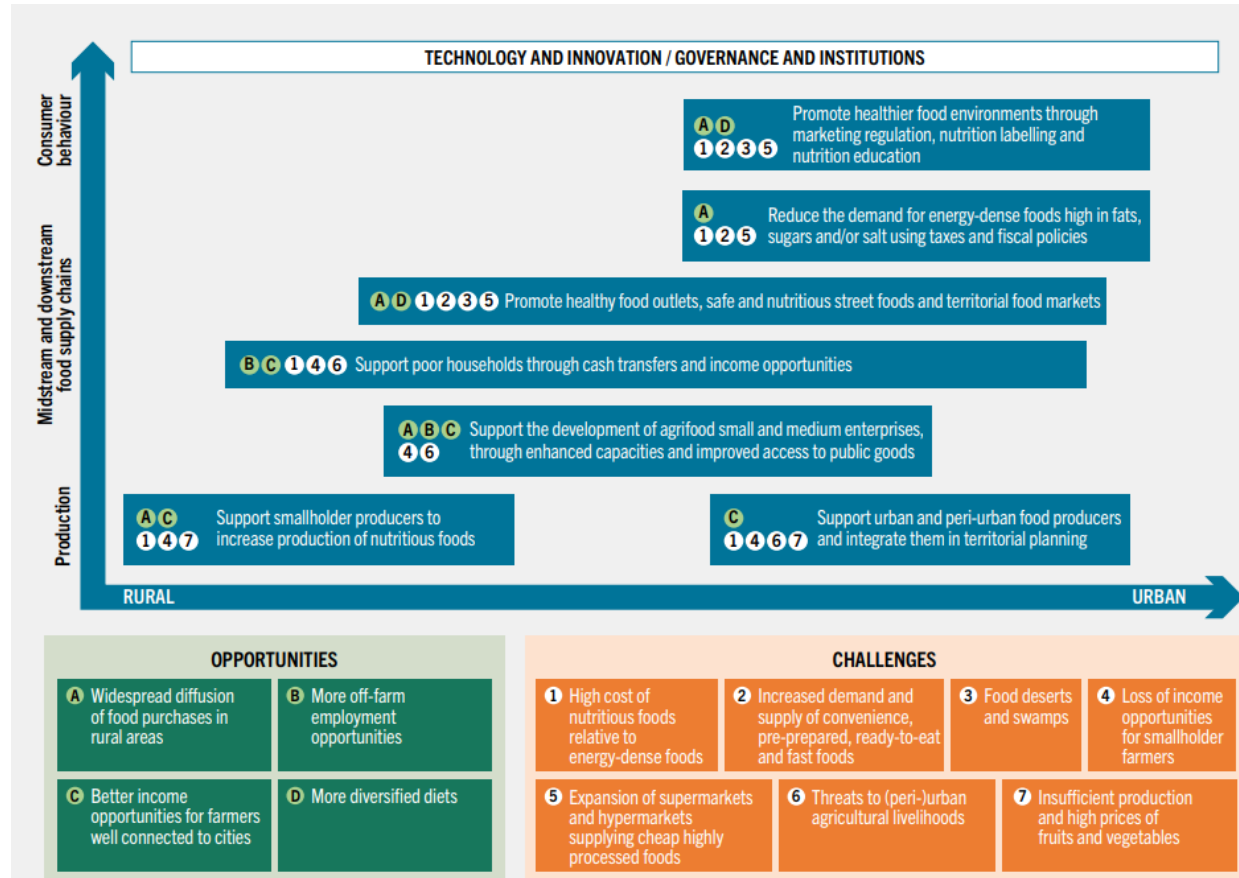 TECHNOLOGY AND INNOVATION / GOVERNANCE AND INSTITUTIONS
Consumer
behaviour
A D
1 2 3 5
Promote healthier food environments through
marketing regulation, nutrition labelling and
nutrition education
A
1 2 5
Reduce the demand for energy-dense foods high in fats,
sugars and/or salt using taxes and fiscal policies
Midstream and downstream
food supply chains
A D 1 2 3 5 Promote healthy food outlets, safe and nutritious street foods and territorial food markets
B C 1 4 6 Support poor households through cash transfers and income opportunities
A B C
4 6
Support the development of agrifood small and medium enterprises,
through enhanced capacities and improved access to public goods
Production
A C
1 4 7
Support smallholder producers to
increase production of nutritious foods
C
1 4 6 7
Support urban and peri-urban food producers
and integrate them in territorial planning
RURAL
URBAN
OPPORTUNITIES
A Widespread diffusion
of food purchases in
rural areas
B More off-farm
employment
opportunities
C Better income
opportunities for farmers
well connected to cities
D More diversified diets
CHALLENGES
1 High cost of
nutritious foods
relative to
energy-dense foods
2 Increased demand and
supply of convenience,
pre-prepared, ready-to-eat
and fast foods
3 Food deserts
and swamps
4 Loss of income
opportunities
for smallholder
farmers
5 Expansion of supermarkets
and hypermarkets
supplying cheap highly
processed foods
6 Threats to (peri-)urban
agricultural livelihoods
7 Insufficient production
and high prices of
fruits and vegetables